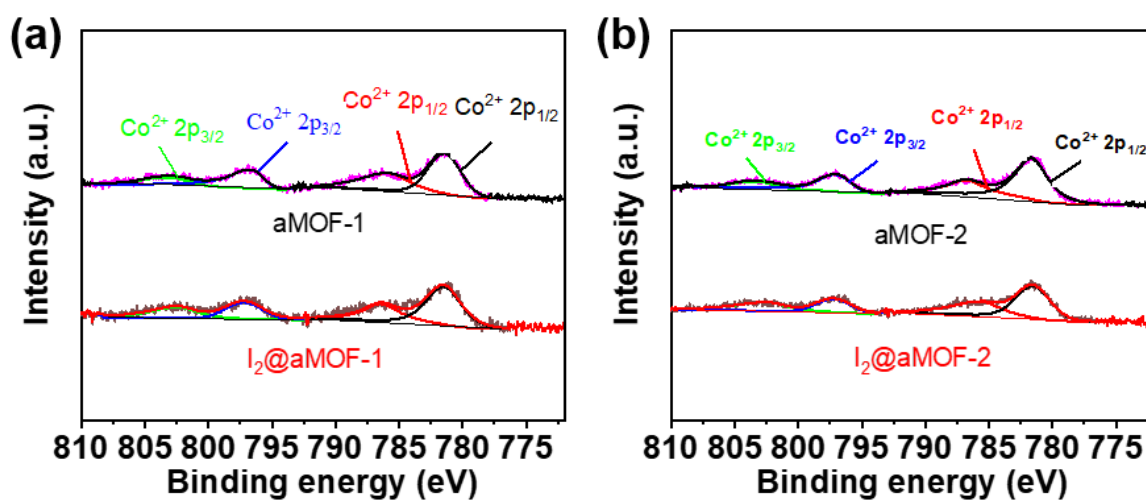 (a)
Co²⁺ 2p₃/₂
Co²⁺ 2p₃/₂
Co²⁺ 2p₁/₂
Co²⁺ 2p₁/₂
aMOF-1
I₂@aMOF-1
Intensity (a.u.)
810 805 800 795 785 780 775
Binding energy (eV)
(b)
Co²⁺ 2p₃/₂
Co²⁺ 2p₃/₂
Co²⁺ 2p₁/₂
Co²⁺ 2p₁/₂
aMOF-2
I₂@aMOF-2
Intensity (a.u.)
810 805 800 795 785 780 775
Binding energy (eV)